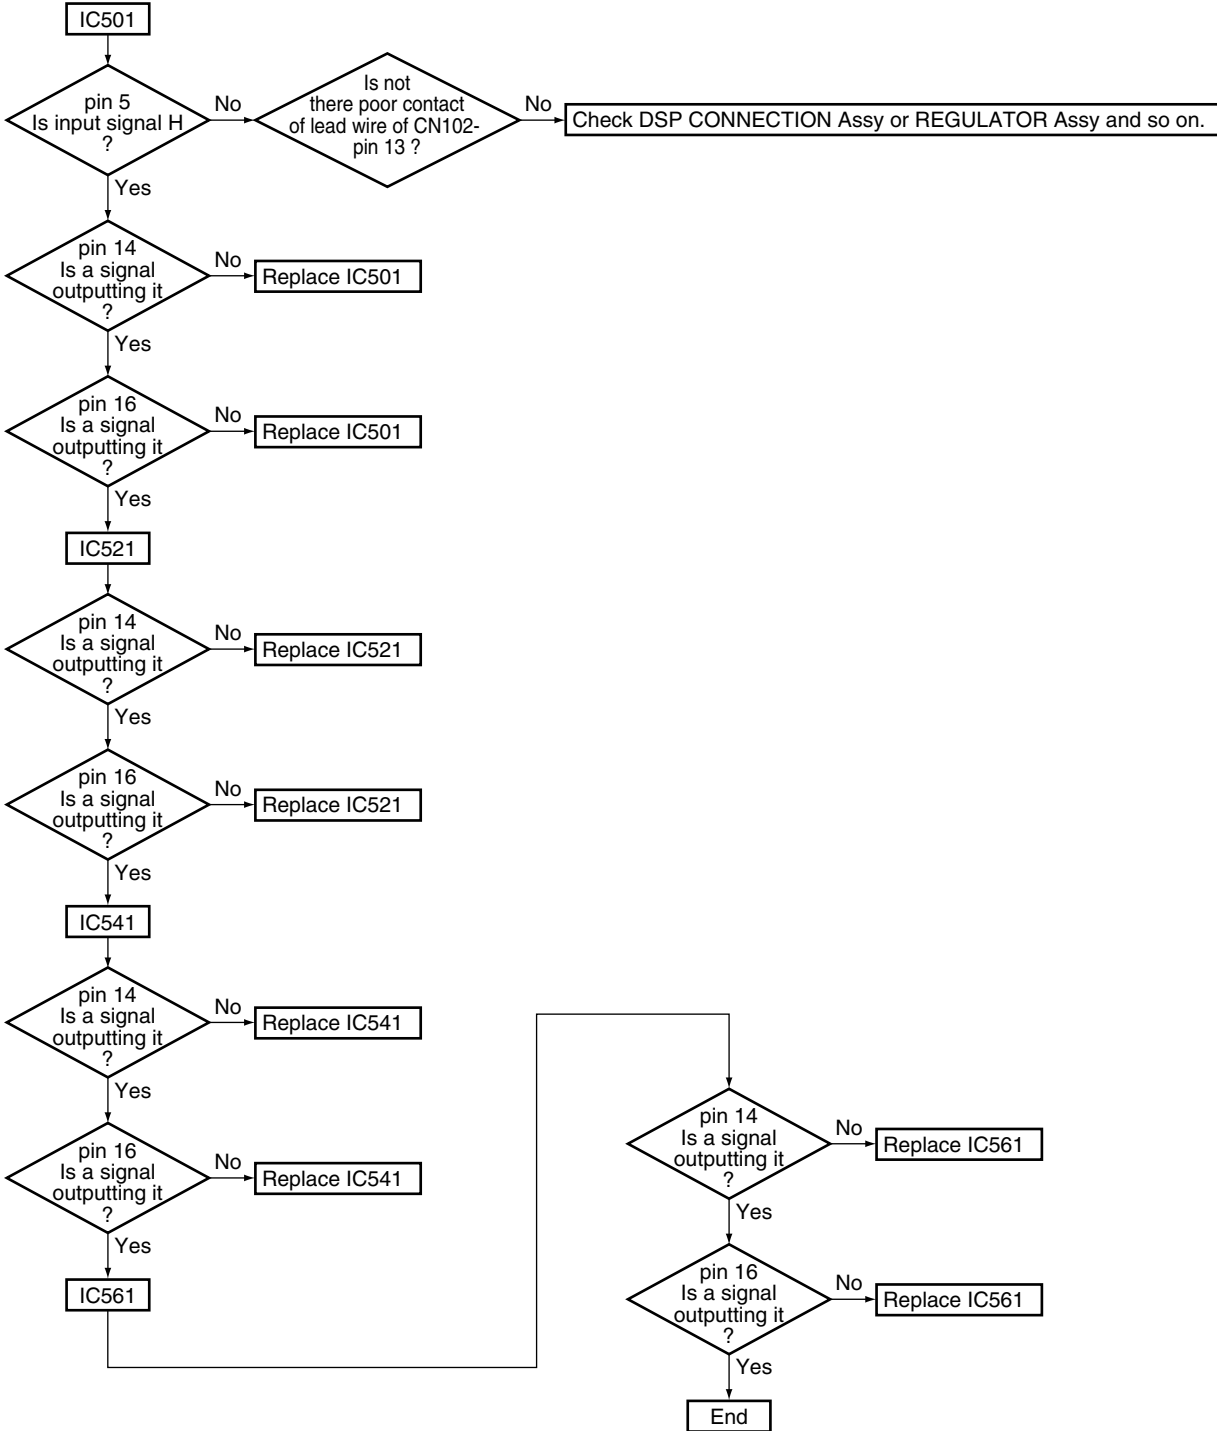 IC501
pin 5
Is input signal H
?
No
Is not
there poor contact
of lead wire of CN102-
pin 13 ?
No
Check DSP CONNECTION Assy or REGULATOR Assy and so on.
Yes
pin 14
Is a signal
outputting it
?
No
Replace IC501
Yes
pin 16
Is a signal
outputting it
?
No
Replace IC501
Yes
IC521
pin 14
Is a signal
outputting it
?
No
Replace IC521
Yes
pin 16
Is a signal
outputting it
?
No
Replace IC521
Yes
IC541
pin 14
Is a signal
outputting it
?
No
Replace IC541
Yes
pin 16
Is a signal
outputting it
?
No
Replace IC541
Yes
IC561
pin 14
Is a signal
outputting it
?
No
Replace IC561
Yes
pin 16
Is a signal
outputting it
?
No
Replace IC561
Yes
End